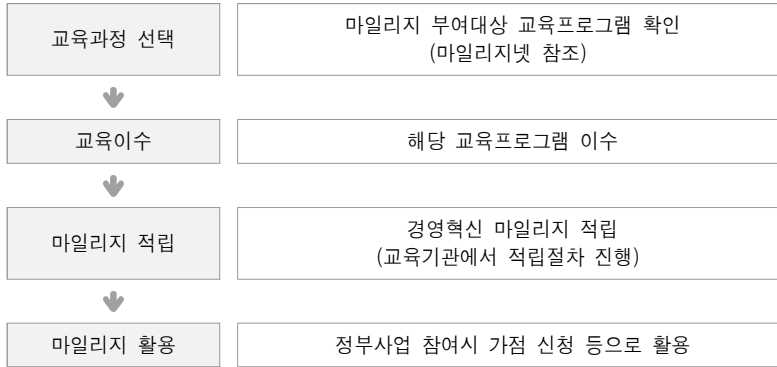 교육과정 선택
마일리지 부여대상 교육프로그램 확인
(마일리지넷 참조)
교육이수
해당 교육프로그램 이수
마일리지 적립
경영혁신 마일리지 적립
(교육기관에서 적립절차 진행)
마일리지 활용
정부사업 참여시 가점 신청 등으로 활용